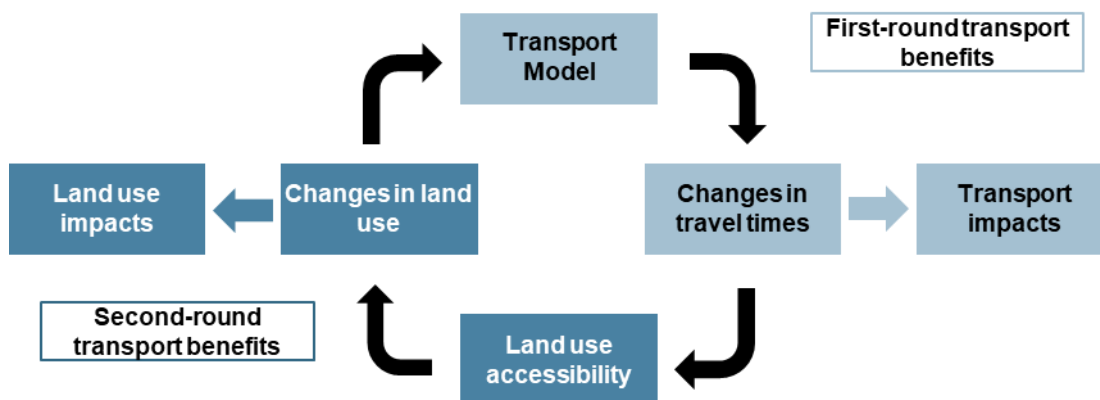 Transport
Model
First-round transport
benefits
Land use
impacts
Changes in land
use
Changes in
travel times
Transport
impacts
Second-round
transport benefits
Land use
accessibility